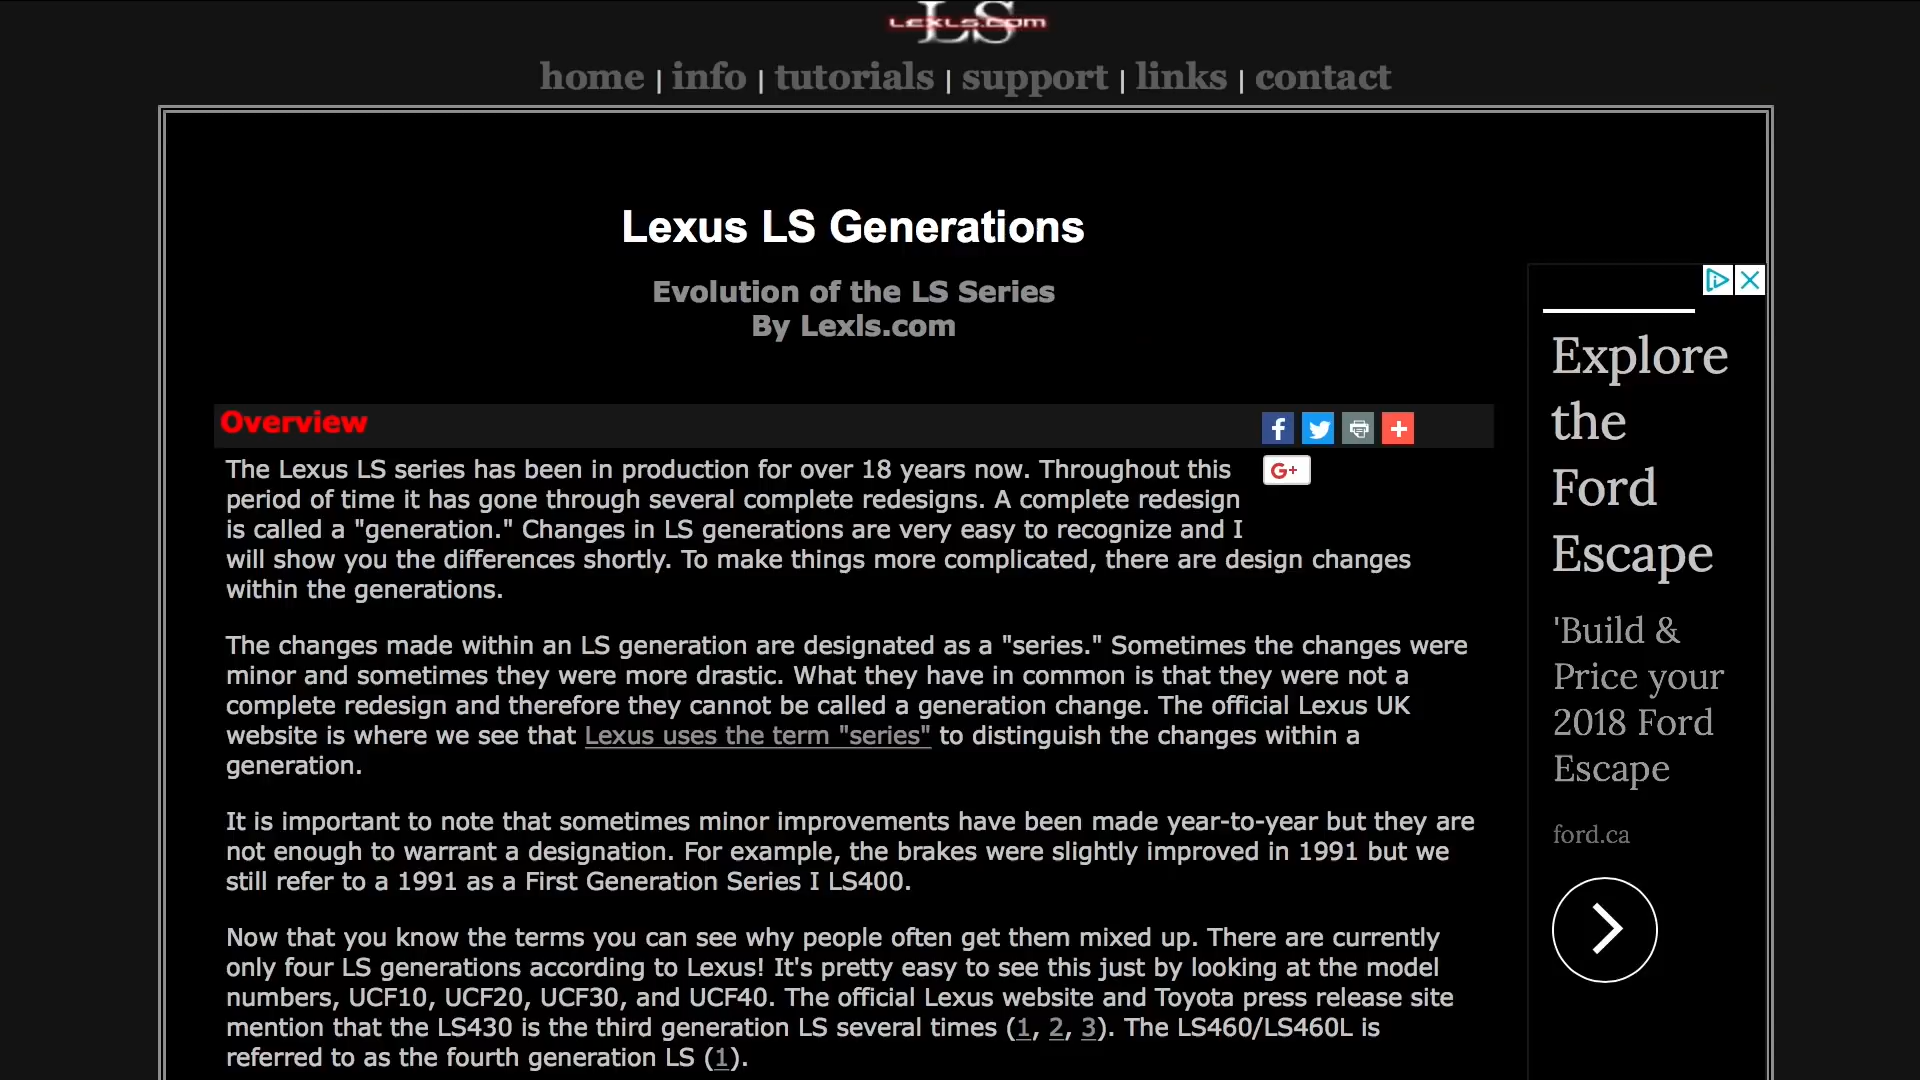 LS
LEXLS.COM
home | info | tutorials | support | links | contact
Lexus LS Generations
Evolution of the LS Series
By Lexls.com
Overview
The Lexus LS series has been in production for over 18 years now. Throughout this
period of time it has gone through several complete redesigns. A complete redesign
is called a "generation." Changes in LS generations are very easy to recognize and I
will show you the differences shortly. To make things more complicated, there are design changes
within the generations.
G+
The changes made within an LS generation are designated as a "series." Sometimes the changes were
minor and sometimes they were more drastic. What they have in common is that they were not a
complete redesign and therefore they cannot be called a generation change. The official Lexus UK
website is where we see that Lexus uses the term "series" to distinguish the changes within a
generation.
It is important to note that sometimes minor improvements have been made year-to-year but they are
not enough to warrant a designation. For example, the brakes were slightly improved in 1991 but we
still refer to a 1991 as a First Generation Series I LS400.
Now that you know the terms you can see why people often get them mixed up. There are currently
only four LS generations according to Lexus! It's pretty easy to see this just by looking at the model
numbers, UCF10, UCF20, UCF30, and UCF40. The official Lexus website and Toyota press release site
mention that the LS430 is the third generation LS several times (1, 2, 3). The LS460/LS460L is
referred to as the fourth generation LS (1).
Explore
the
Ford
Escape
'Build &
Price your
2018 Ford
Escape
ford.ca